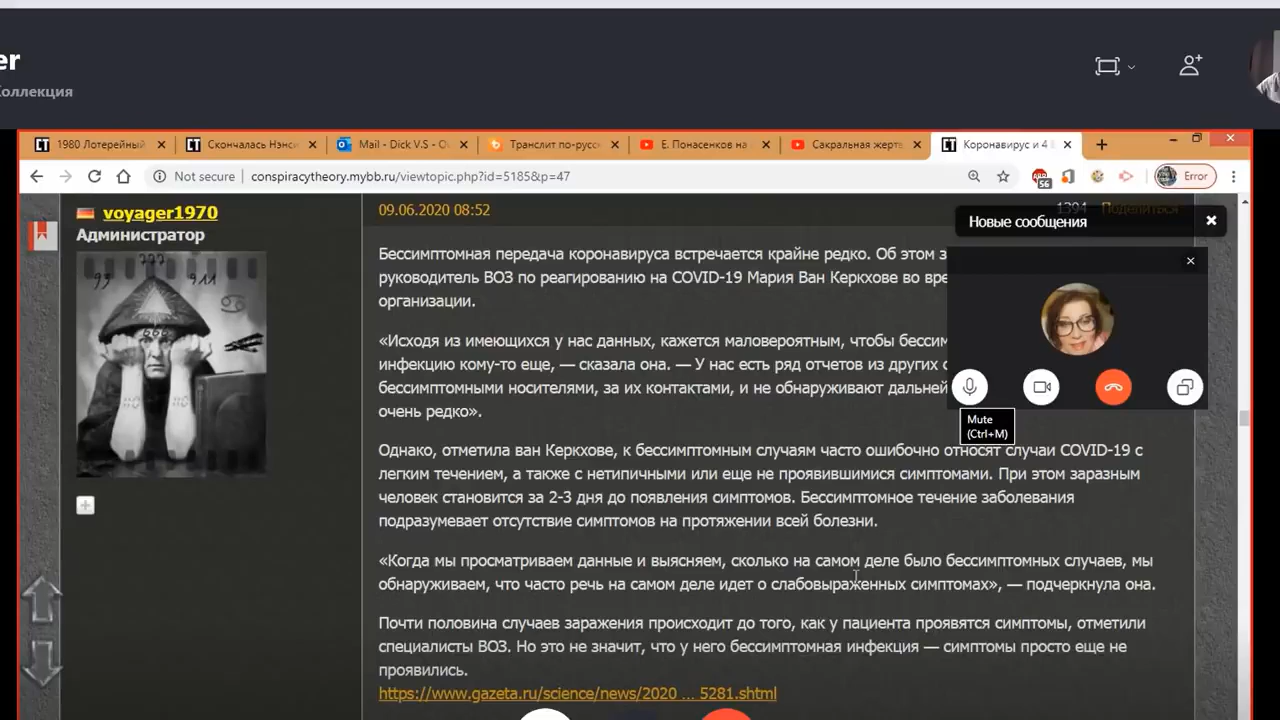 er
Коллекция
1980 Лотерейный
Скончалась Нэнси
Mail - Dick V.S - O
Транслит по-русс
Е. Понасенков на
Сакральная жертв
Коронавирус и 4
Not secure
conspiracytheory.mybb.ru/viewtopic.php?id=5185&p=47
56
Error
voyager1970
Администратор
777
93
911
666
09.06.2020 08:52
1394 Поделиться
Новые сообщения
Бессимптомная передача коронавируса встречается крайне редко. Об этом з
руководитель ВОЗ по реагированию на COVID-19 Мария Ван Керкхове во вре
организации.
«Исходя из имеющихся у нас данных, кажется маловероятным, чтобы бессим
инфекцию кому-то еще, — сказала она. — У нас есть ряд отчетов из других с
бессимптомными носителями, за их контактами, и не обнаруживают дальней
очень редко».
Mute
(Ctrl+M)
Однако, отметила ван Керкхове, к бессимптомным случаям часто ошибочно относят случаи COVID-19 с
легким течением, а также с нетипичными или еще не проявившимися симптомами. При этом заразным
человек становится за 2-3 дня до появления симптомов. Бессимптомное течение заболевания
подразумевает отсутствие симптомов на протяжении всей болезни.
«Когда мы просматриваем данные и выясняем, сколько на самом деле было бессимптомных случаев, мы
обнаруживаем, что часто речь на самом деле идет о слабовыраженных симптомах», — подчеркнула она.
Почти половина случаев заражения происходит до того, как у пациента проявятся симптомы, отметили
специалисты ВОЗ. Но это не значит, что у него бессимптомная инфекция — симптомы просто еще не
проявились.
https://www.gazeta.ru/science/news/2020 ... 5281.shtml